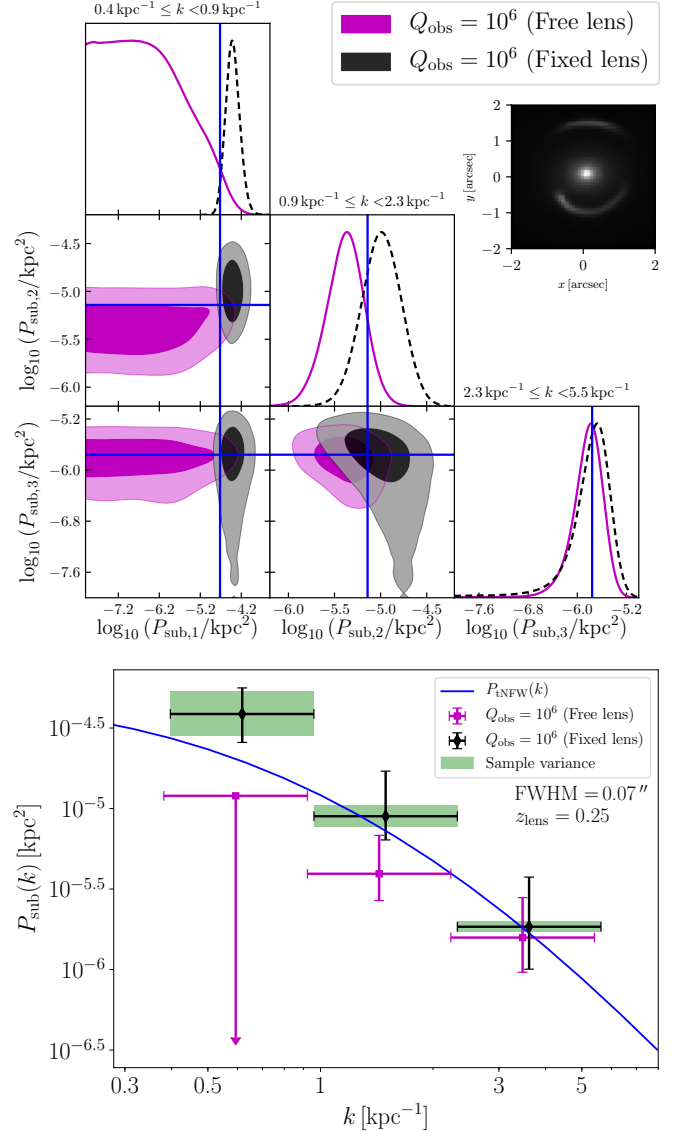 0.4 kpc⁻¹ ≤ k <0.9 kpc⁻¹
Q_obs = 10⁶ (Free lens)
Q_obs = 10⁶ (Fixed lens)
2
1
0
−1
−2
y [arcsec]
−2 0 2
x [arcsec]
0.9 kpc⁻¹ ≤ k <2.3 kpc⁻¹
log₁₀ (P_sub,2/kpc²)
−4.5
−5.0
−5.5
−6.0
2.3 kpc⁻¹ ≤ k <5.5 kpc⁻¹
log₁₀ (P_sub,3/kpc²)
−5.2
−6.0
−6.8
−7.6
−7.2 −6.2 −5.2 −4.2
−6.0 −5.5 −5.0 −4.5
−7.6 −6.8 −6.0 −5.2
log₁₀ (P_sub,1/kpc²)
log₁₀ (P_sub,2/kpc²)
log₁₀ (P_sub,3/kpc²)
P_tNFW(k)
Q_obs = 10⁶ (Free lens)
Q_obs = 10⁶ (Fixed lens)
Sample variance
FWHM = 0.07″
z_lens = 0.25
P_sub(k) [kpc²]
10^−4.5
10^−5
10^−5.5
10^−6
10^−6.5
0.3 0.5 1 3 5
k [kpc⁻¹]